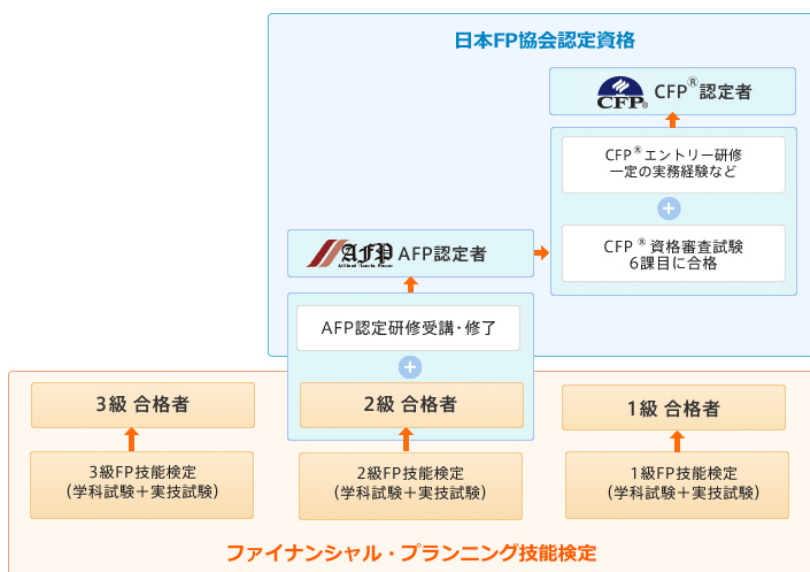 日本FP協会認定資格
CFP® CFP®認定者
CFP®エントリー研修
一定の実務経験など
+
CFP®資格審査試験
6課目に合格
AFP AFP認定者
AFP認定研修受講・修了
+
3級 合格者
2級 合格者
1級 合格者
3級FP技能検定
(学科試験+実技試験)
2級FP技能検定
(学科試験+実技試験)
1級FP技能検定
(学科試験+実技試験)
ファイナンシャル・プランニング技能検定